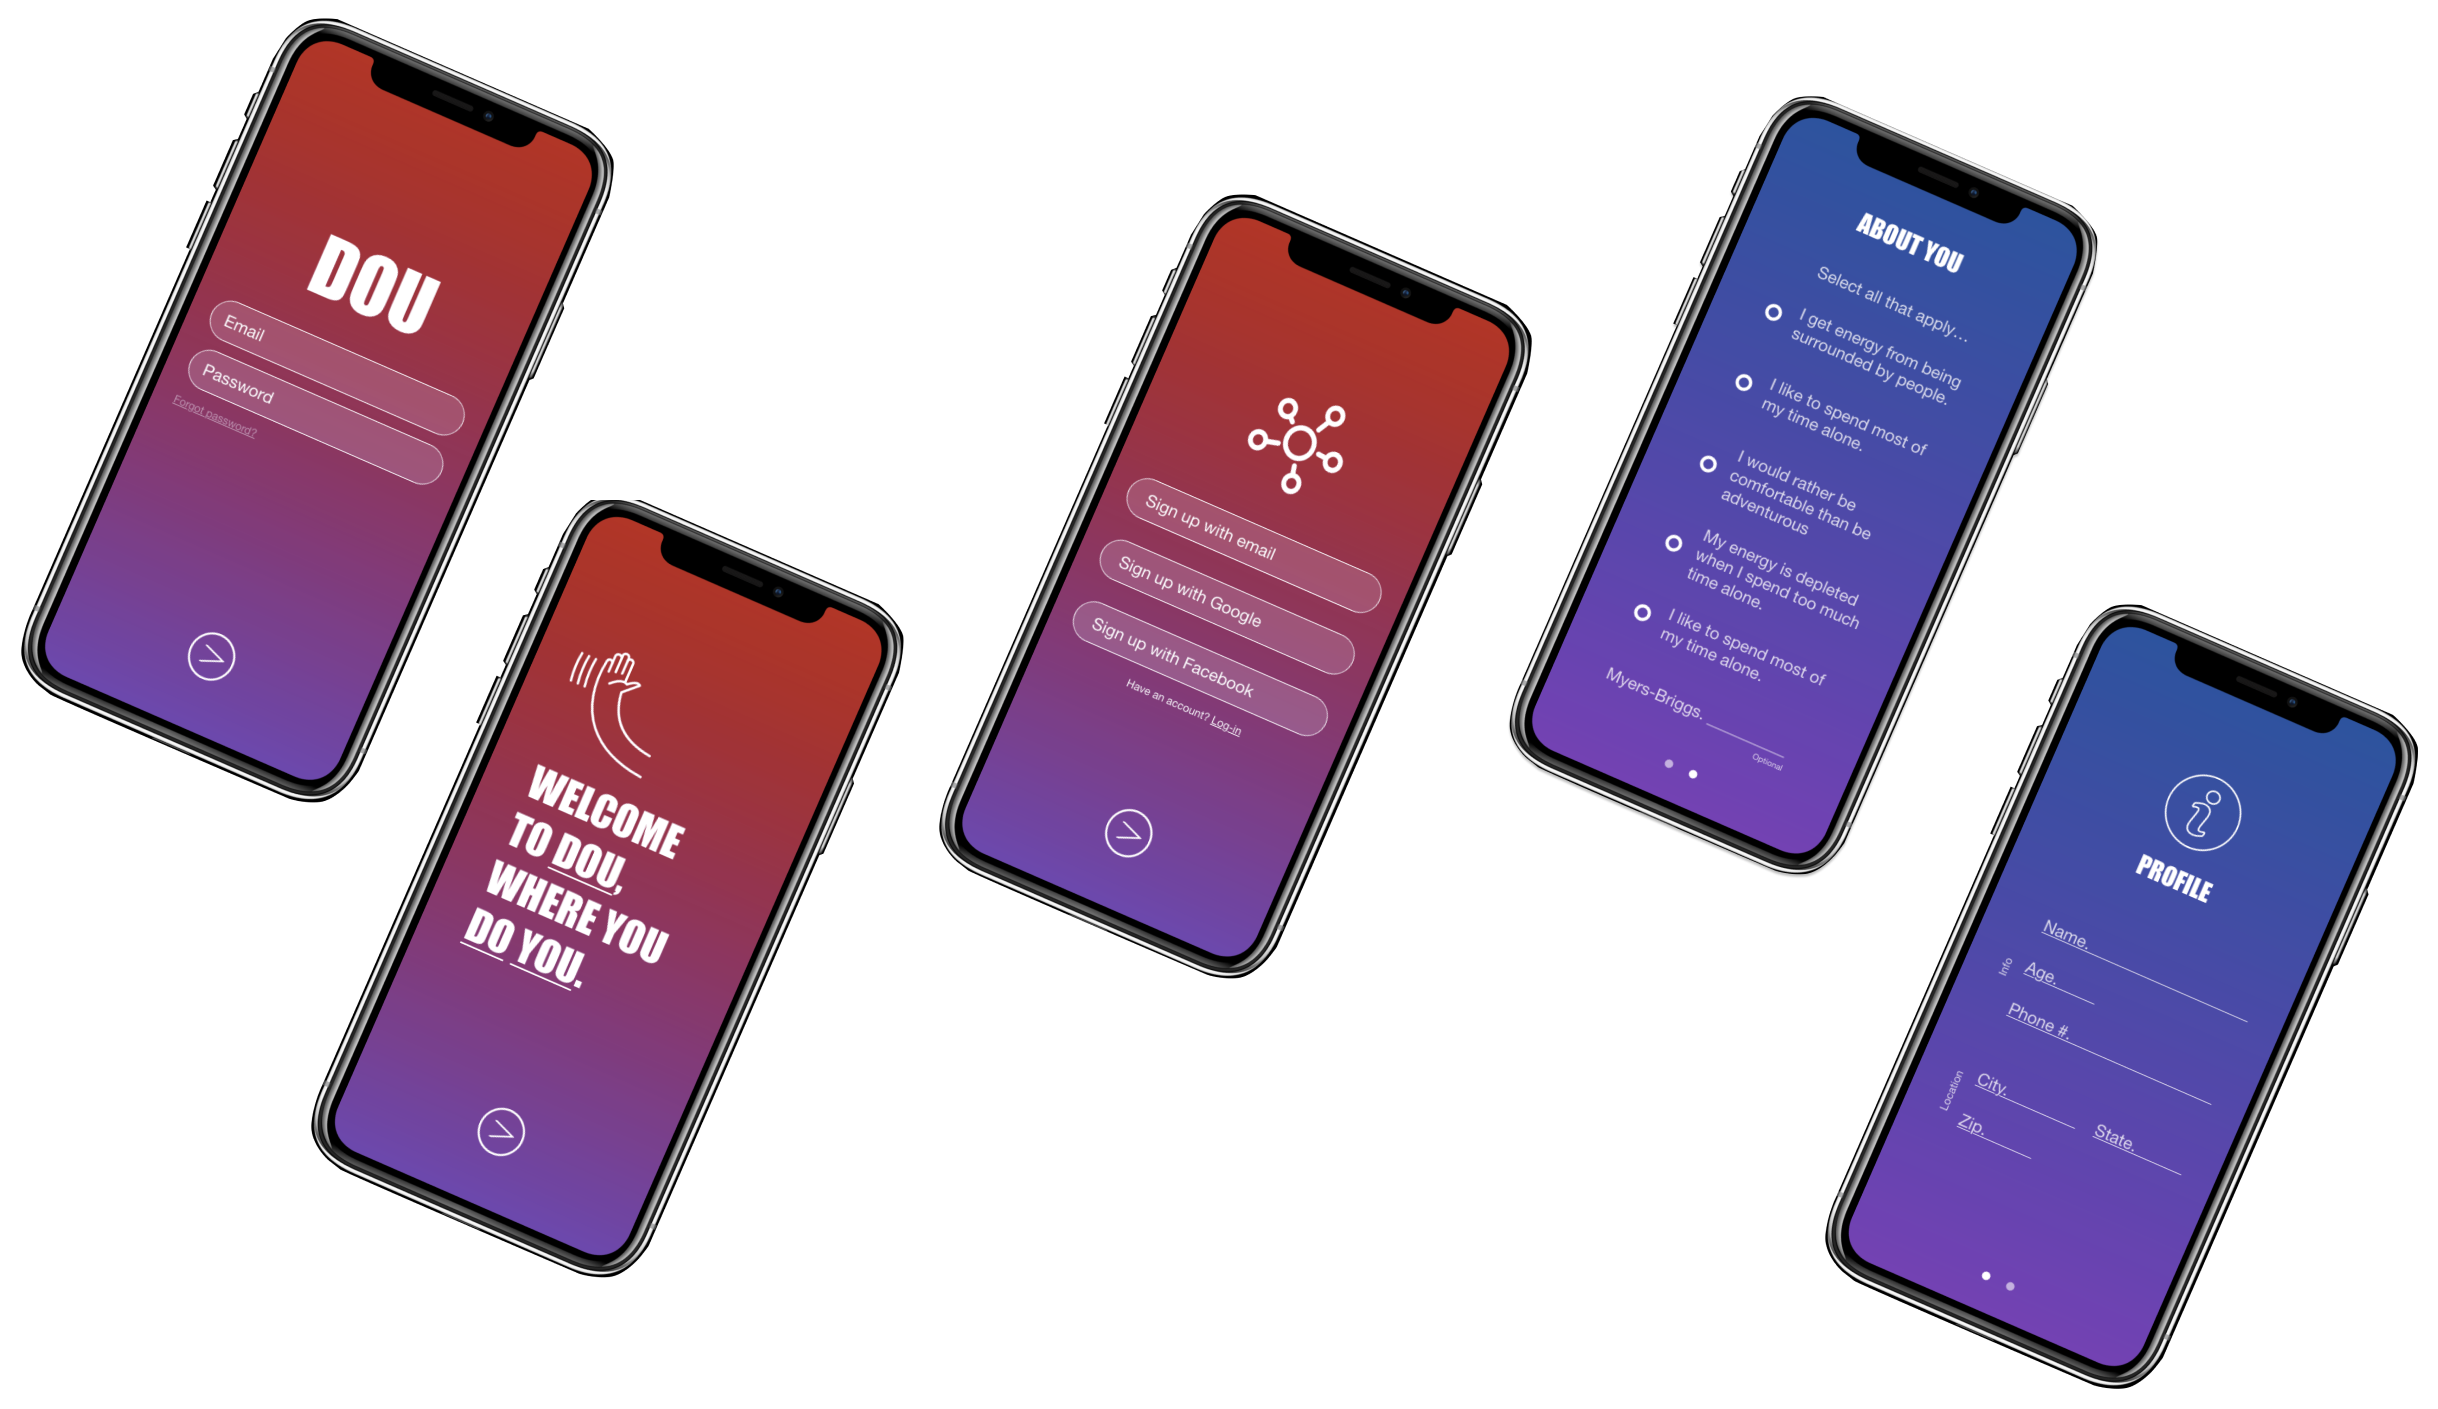 DOU
Email
Password
Forgot password?
WELCOME
TO DOU,
WHERE YOU
DO YOU.
Sign up with email
Sign up with Google
Sign up with Facebook
Have an account? Log-in
ABOUT YOU
Select all that apply...
I get energy from being
surrounded by people.
I like to spend most of
my time alone.
I would rather be
comfortable than be
adventurous
My energy is depleted
when I spend too much
time alone.
I like to spend most of
my time alone.
Myers-Briggs.
Optional
PROFILE
Info
Name.
Age.
Phone #.
Location
City.
State.
Zip.